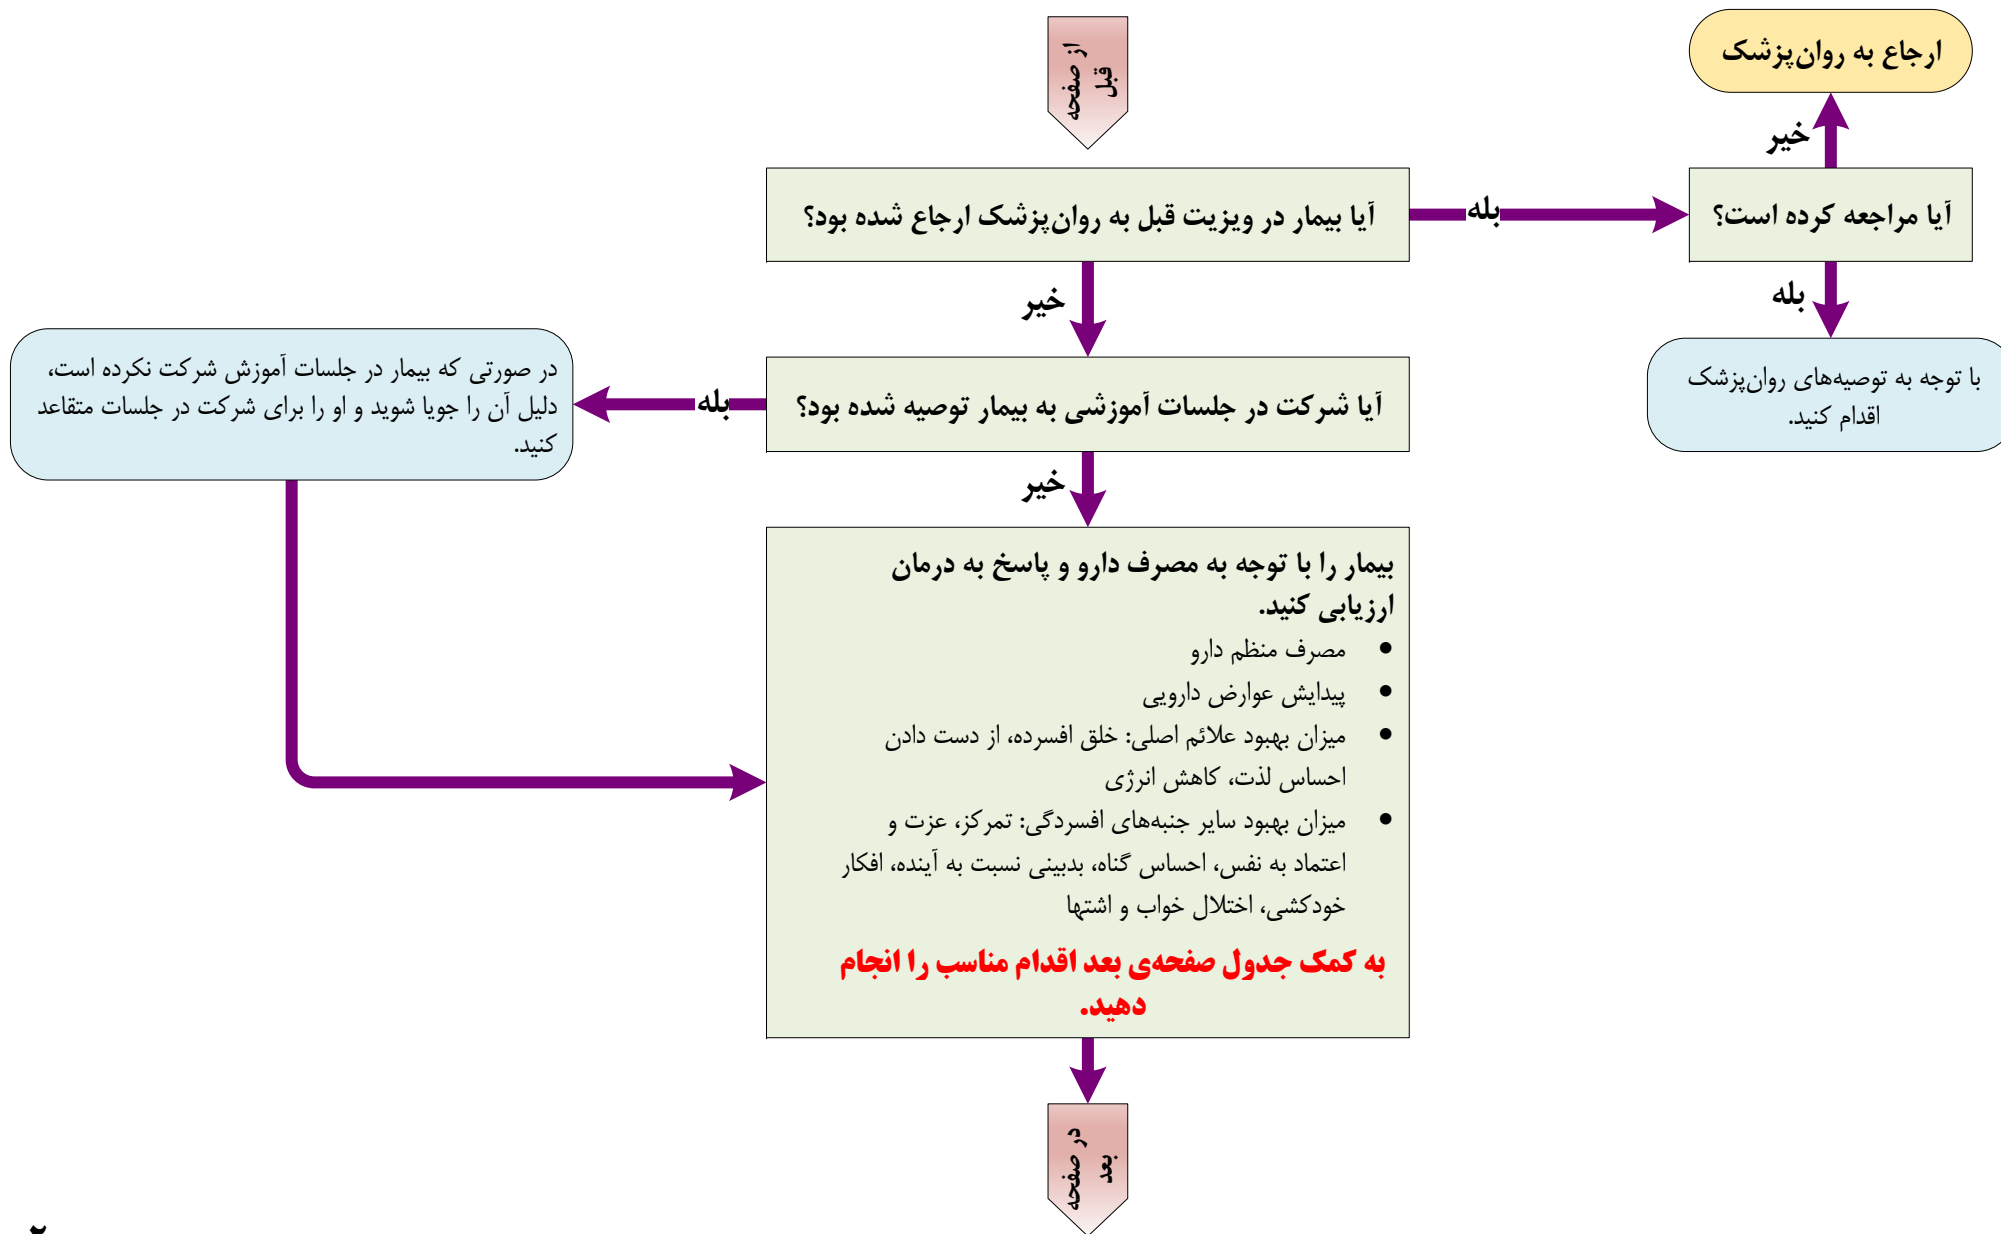 از صفحه
قبل
ارجاع به روان‌پزشک
خیر
آیا بیمار در ویزیت قبل به روان‌پزشک ارجاع شده بود؟
بله
آیا مراجعه کرده است؟
خیر
بله
با توجه به توصیه‌های روان‌پزشک
اقدام کنید.
آیا شرکت در جلسات آموزشی به بیمار توصیه شده بود؟
بله
در صورتی که بیمار در جلسات آموزش شرکت نکرده است،
دلیل آن را جویا شوید و او را برای شرکت در جلسات متقاعد
کنید.
خیر
بیمار را با توجه به مصرف دارو و پاسخ به درمان
ارزیابی کنید.
• مصرف منظم دارو
• پیدایش عوارض دارویی
• میزان بهبود علائم اصلی: خلق افسرده، از دست دادن
احساس لذت، کاهش انرژی
• میزان بهبود سایر جنبه‌های افسردگی: تمرکز، عزت و
اعتماد به نفس، احساس گناه، بدبینی نسبت به آینده، افکار
خودکشی، اختلال خواب و اشتها
به کمک جدول صفحه‌ی بعد اقدام مناسب را انجام
دهید.
در صفحه
بعد